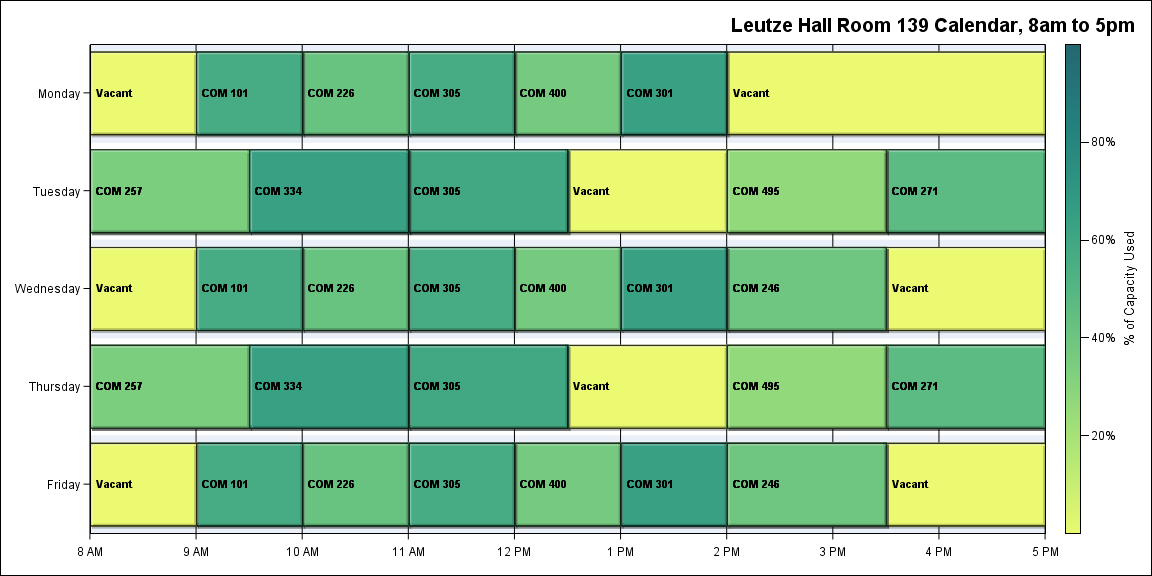 Leutze Hall Room 139 Calendar, 8am to 5pm
Monday
Vacant
COM 101
COM 226
COM 305
COM 400
COM 301
Vacant
Tuesday
COM 257
COM 334
COM 305
Vacant
COM 495
COM 271
Wednesday
Vacant
COM 101
COM 226
COM 305
COM 400
COM 301
COM 246
Vacant
Thursday
COM 257
COM 334
COM 305
Vacant
COM 495
COM 271
Friday
Vacant
COM 101
COM 226
COM 305
COM 400
COM 301
COM 246
Vacant
8 AM
9 AM
10 AM
11 AM
12 PM
1 PM
2 PM
3 PM
4 PM
5 PM
80%
60%
40%
20%
% of Capacity Used